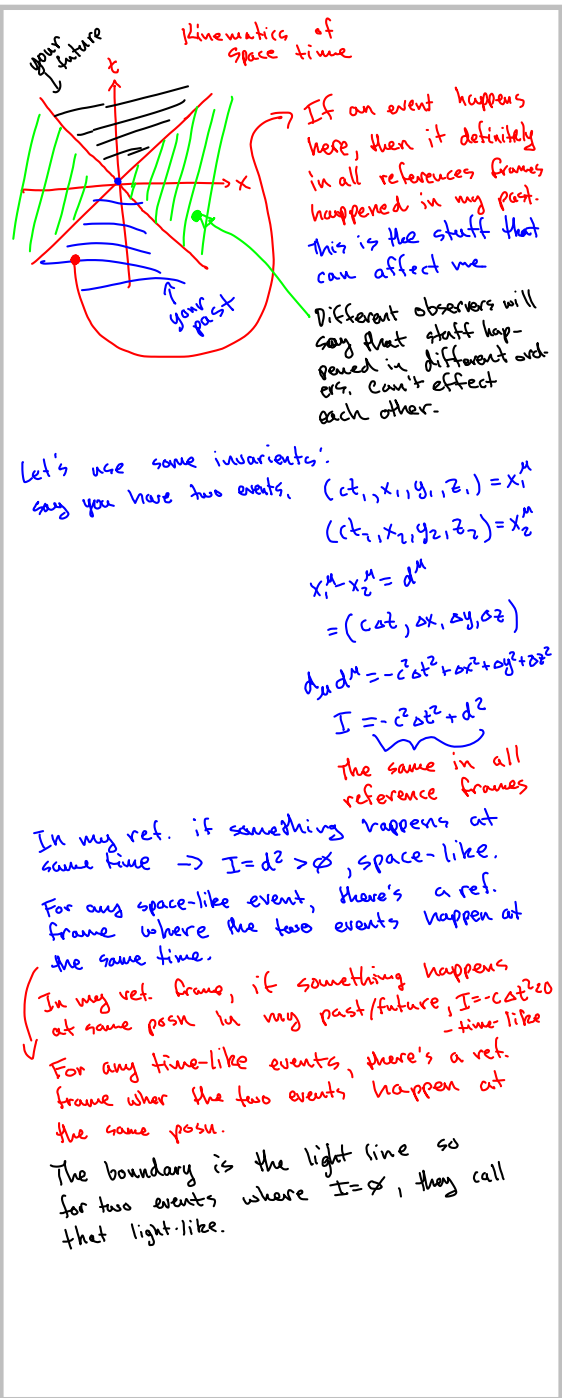 Kinematics of
space time
your
future
t
x
your
past
If an event happens
here, then it definitely
in all references frames
happened in my past.
This is the stuff that
can affect me
Different observers will
say that stuff hap-
pened in different ord-
ers. Can't effect
each other.
Let's use some invarients:
say you have two events.
(ct₁, x₁, y₁, z₁) = x₁^μ
(ct₂, x₂, y₂, z₂) = x₂^μ
x₁^μ - x₂^μ = d^μ
= (cΔt, Δx, Δy, Δz)
d_μ d^μ = -c²Δt² + Δx² + Δy² + Δz²
I = -c²Δt² + d²
The same in all
reference frames
In my ref. if something happens at
same time → I = d² > Ø, space-like.
For any space-like event, there's a ref.
frame where the two events happen at
the same time.
In my ref. frame, if something happens
at same posn in my past/future, I = -cΔt² < 0
- time-like
For any time-like events, there's a ref.
frame wher the two events happen at
the same posn.
The boundary is the light line so
for two events where I = Ø, they call
that light-like.